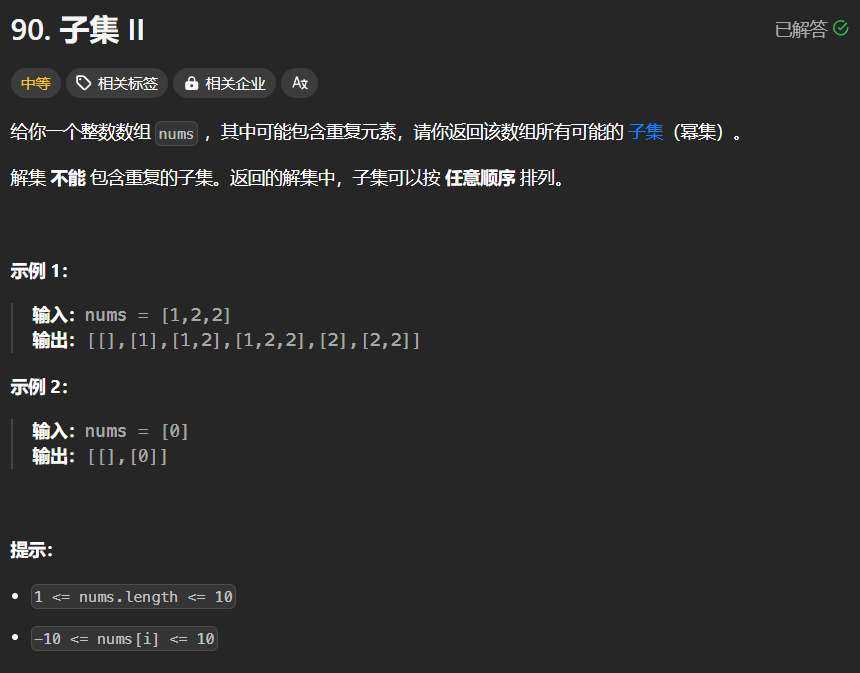 90. 子集 II
已解答
中等 相关标签 相关企业 Ax
给你一个整数数组 nums ，其中可能包含重复元素，请你返回该数组所有可能的 子集（幂集）。
解集 不能 包含重复的子集。返回的解集中，子集可以按 任意顺序 排列。
示例 1：
输入：nums = [1,2,2]
输出：[[],[1],[1,2],[1,2,2],[2],[2,2]]
示例 2：
输入：nums = [0]
输出：[[],[0]]
提示：
• 1 <= nums.length <= 10
• -10 <= nums[i] <= 10